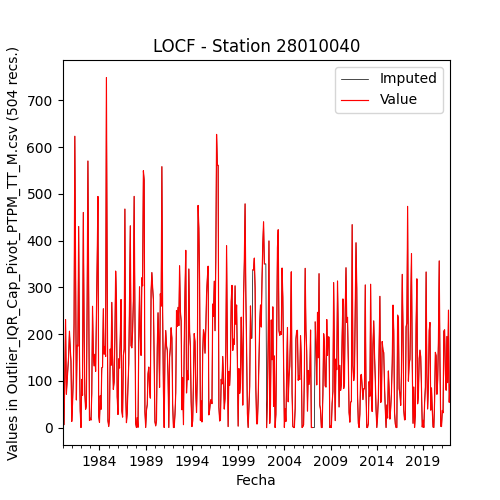 LOCF - Station 28010040
Imputed
Value
Values in Outlier_IQR_Cap_Pivot_PTPM_TT_M.csv (504 recs.)
700
600
500
400
300
200
100
0
1984 1989 1994 1999 2004 2009 2014 2019
Fecha